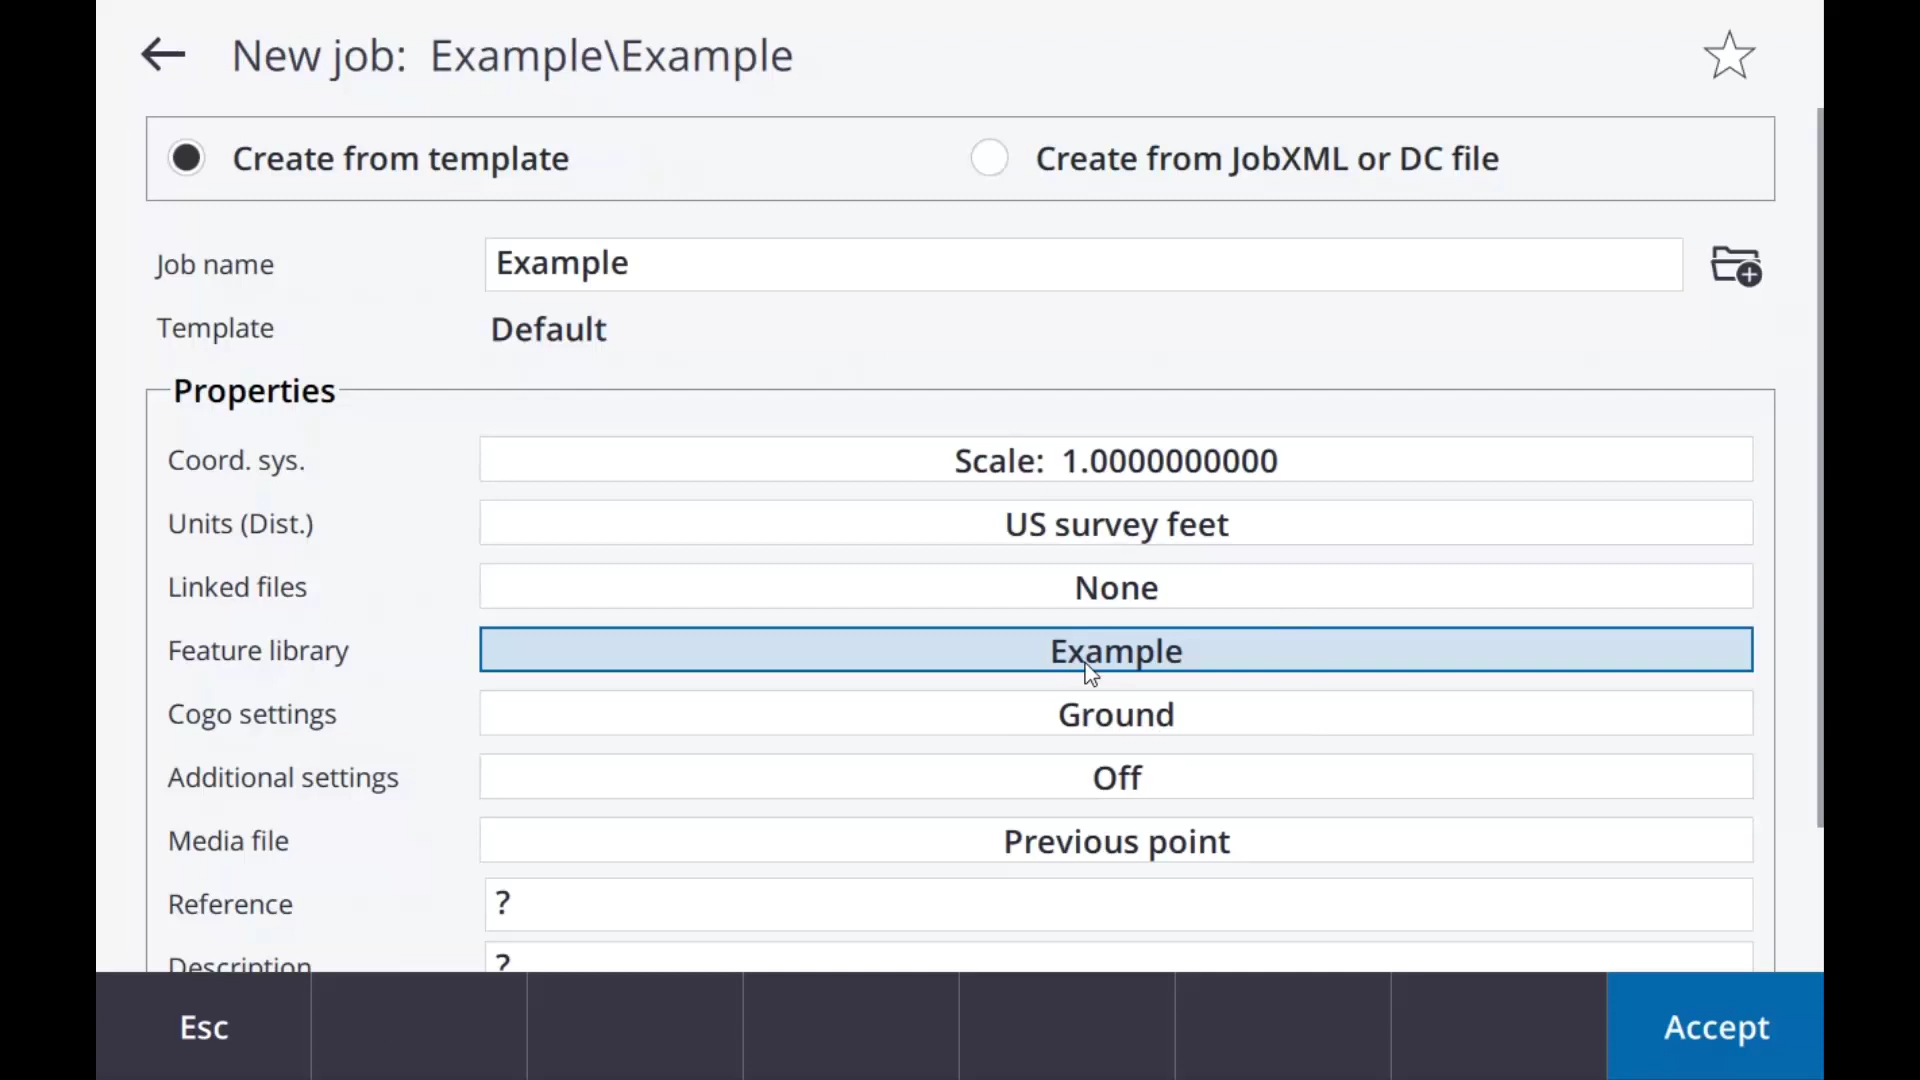 New job: Example\Example
Create from template
Create from JobXML or DC file
Job name
Example
Template
Default
Properties
Coord. sys.
Scale: 1.0000000000
Units (Dist.)
US survey feet
Linked files
None
Feature library
Example
Cogo settings
Ground
Additional settings
Off
Media file
Previous point
Reference
?
Description
?
Esc
Accept